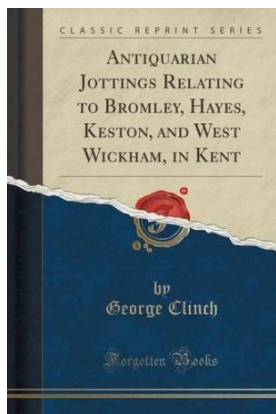 CLASSIC REPRINT SERIES
ANTIQUARIAN
JOTTINGS RELATING
TO BROMLEY, HAYES,
KESTON, AND WEST
WICKHAM, IN KENT
by
George Clinch
Forgotten Books